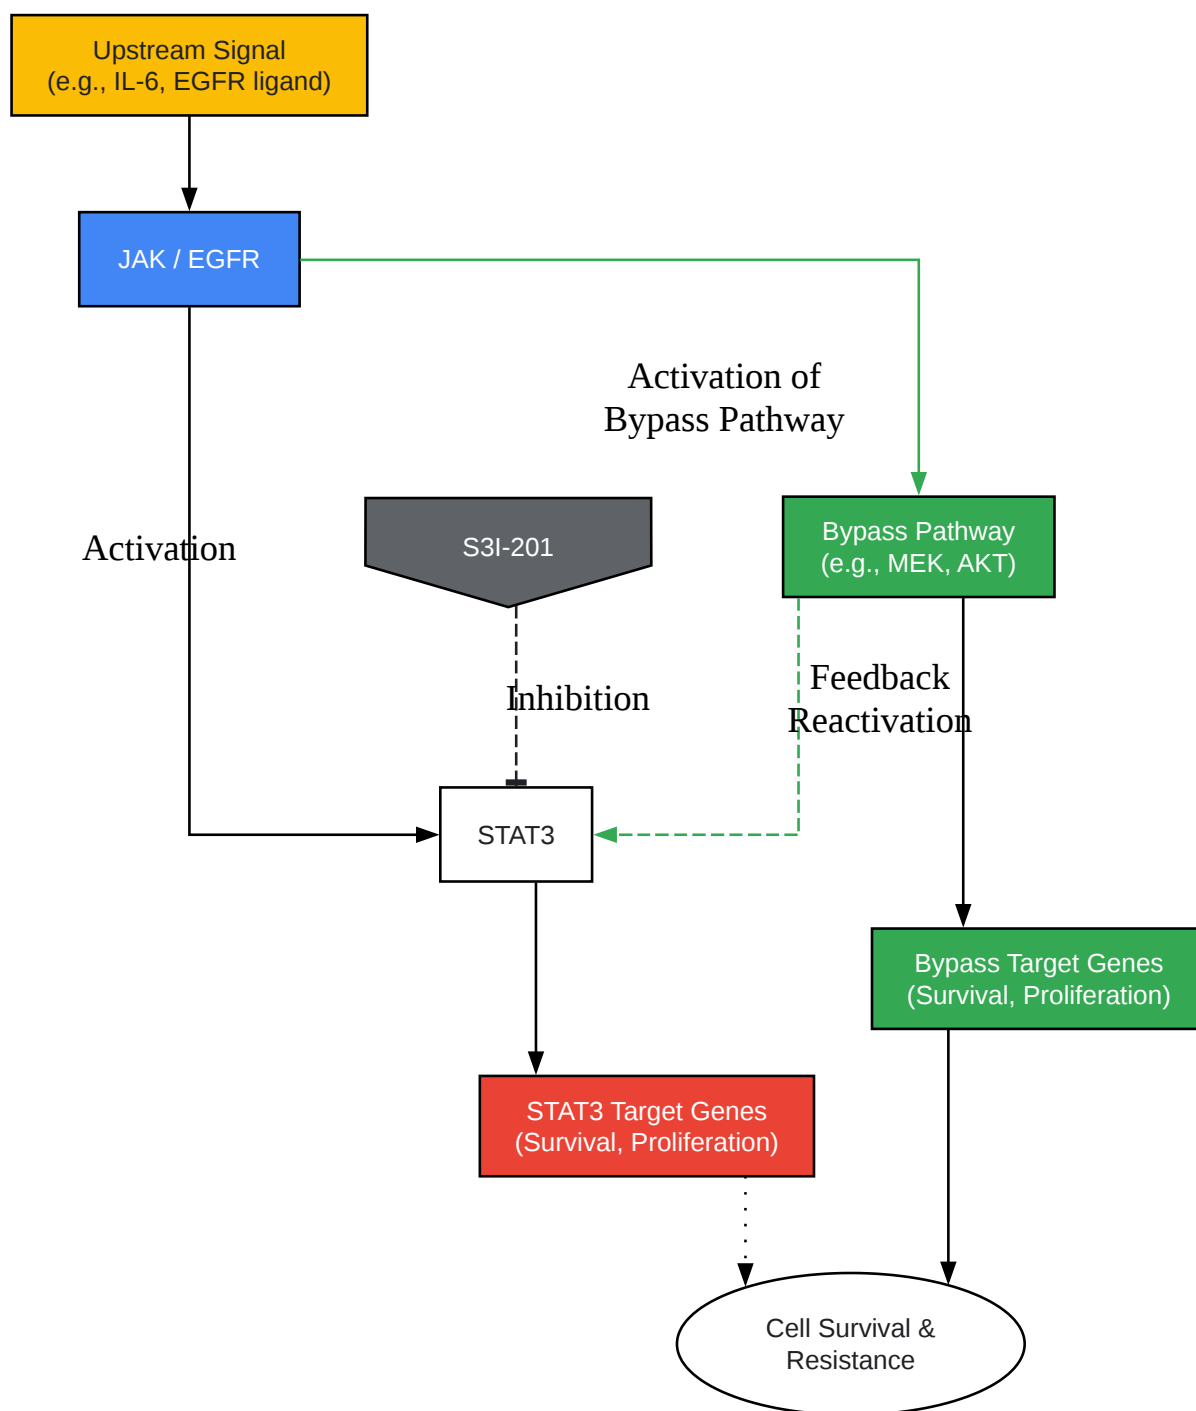 Upstream Signal
(e.g., IL-6, EGFR ligand)
JAK / EGFR
Activation of
Bypass Pathway
Activation
S3I-201
Bypass Pathway
(e.g., MEK, AKT)
Inhibition
Feedback
Reactivation
STAT3
Bypass Target Genes
(Survival, Proliferation)
STAT3 Target Genes
(Survival, Proliferation)
Cell Survival &
Resistance